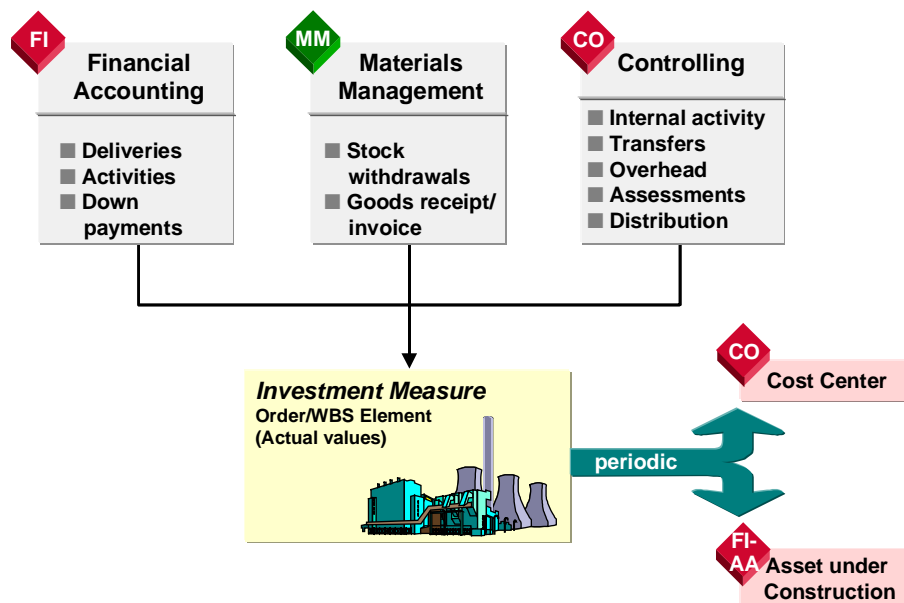 FI
Financial
Accounting
Deliveries
Activities
Down
payments
MM
Materials
Management
Stock
withdrawals
Goods receipt/
invoice
CO
Controlling
Internal activity
Transfers
Overhead
Assessments
Distribution
Investment Measure
Order/WBS Element
(Actual values)
periodic
CO
Cost Center
FI-
AA
Asset under
Construction